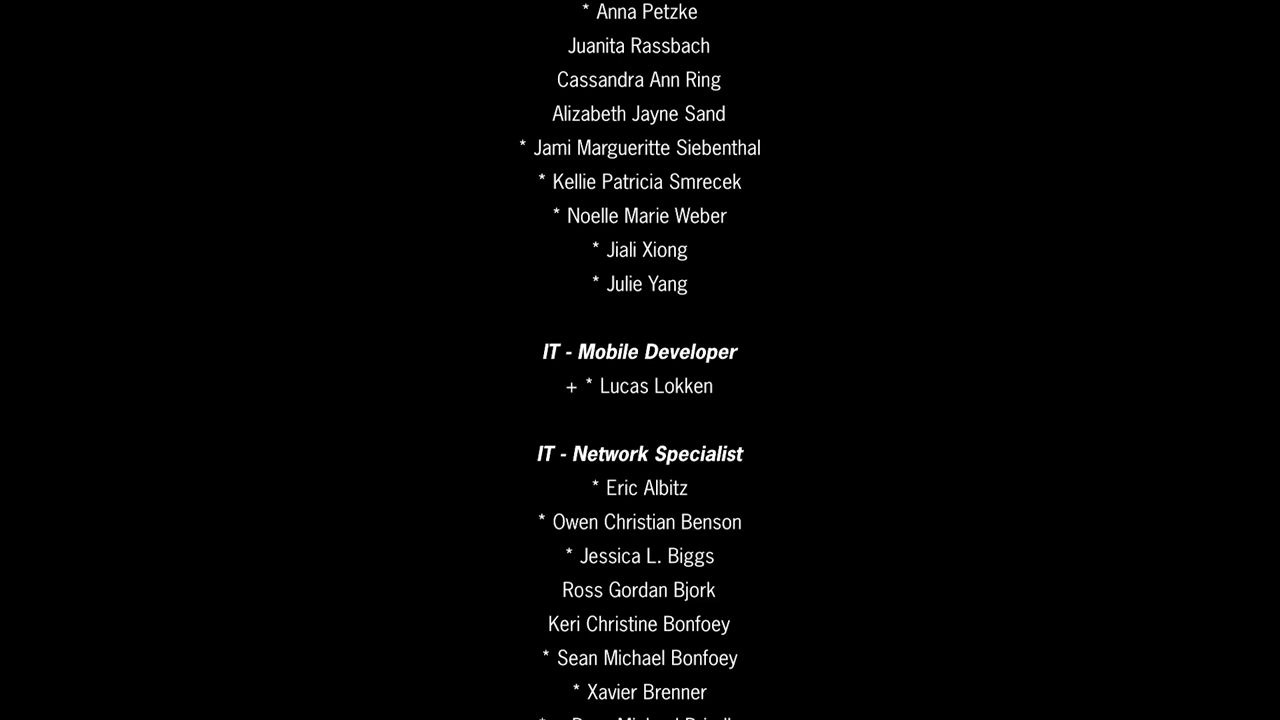 * Anna Petzke
Juanita Rassbach
Cassandra Ann Ring
Alizabeth Jayne Sand
* Jami Margueritte Siebenthal
* Kellie Patricia Smrecek
* Noelle Marie Weber
* Jiali Xiong
* Julie Yang
IT - Mobile Developer
+ * Lucas Lokken
IT - Network Specialist
* Eric Albitz
* Owen Christian Benson
* Jessica L. Biggs
Ross Gordan Bjork
Keri Christine Bonfoey
* Sean Michael Bonfoey
* Xavier Brenner